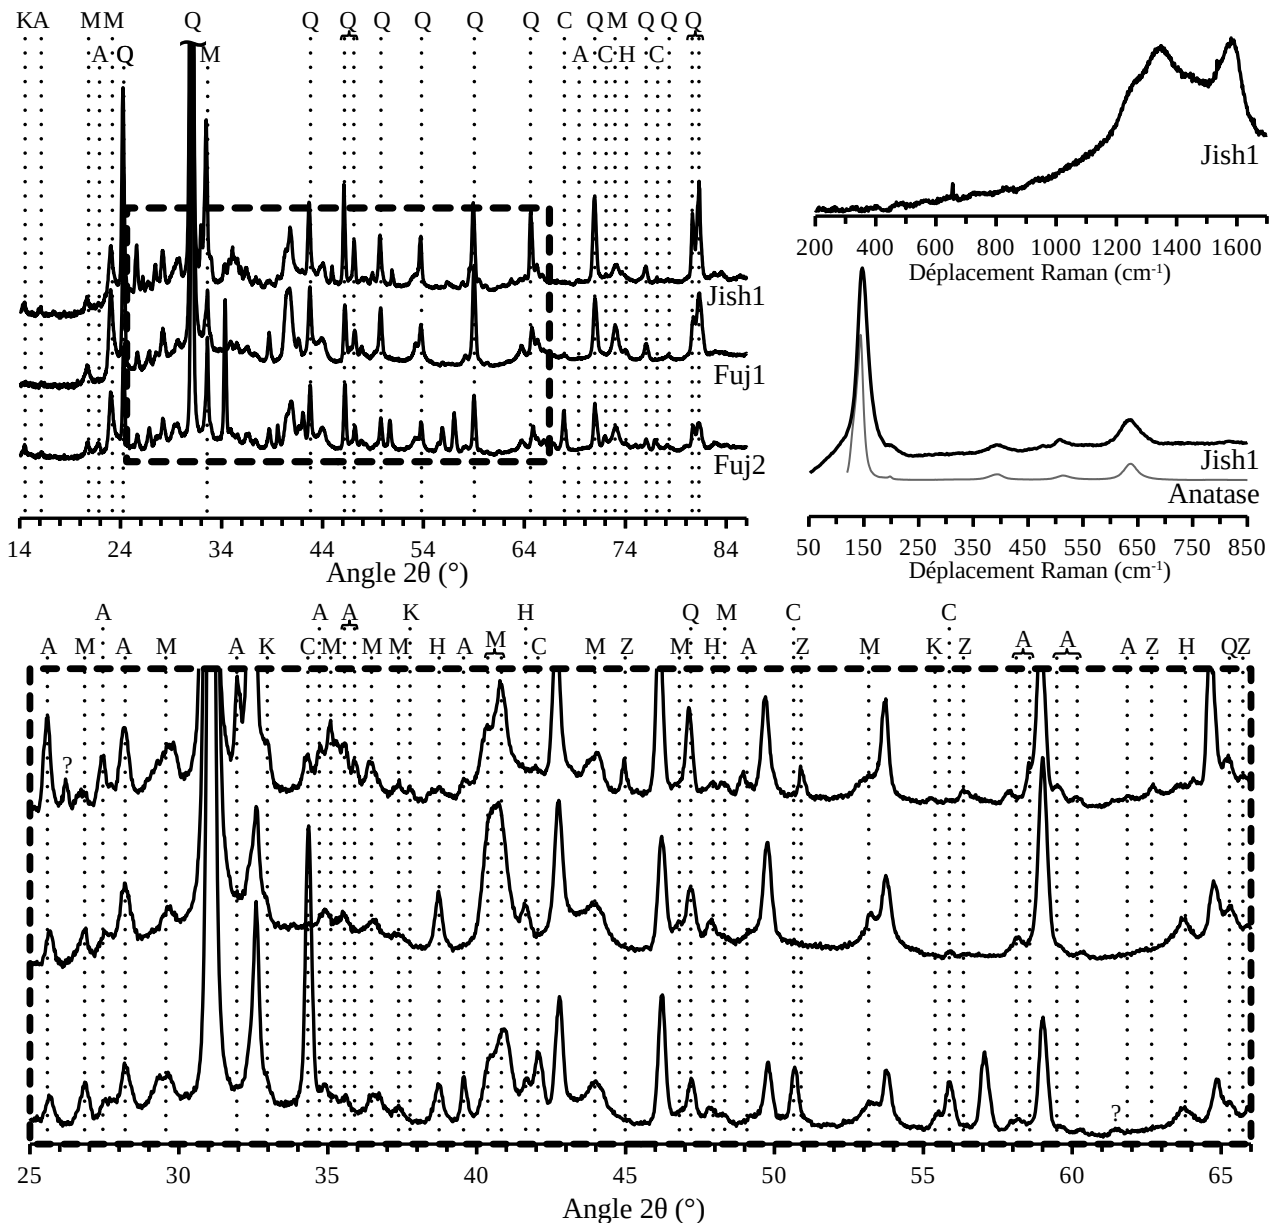 K A M M Q Q Q Q Q Q Q C Q M Q Q Q
A Q M A C H C
Jish1
Fuj1
Fuj2
14 24 34 44 54 64 74 84
Angle 2θ (°)
Jish1
200 400 600 800 1000 1200 1400 1600
Déplacement Raman (cm-1)
Jish1
Anatase
50 150 250 350 450 550 650 750 850
Déplacement Raman (cm-1)
A A A K H Q M C C
A M A M A K C M M M H A M C M Z M H A Z M K Z A A A Z H Q Z
?
?
25 30 35 40 45 50 55 60 65
Angle 2θ (°)